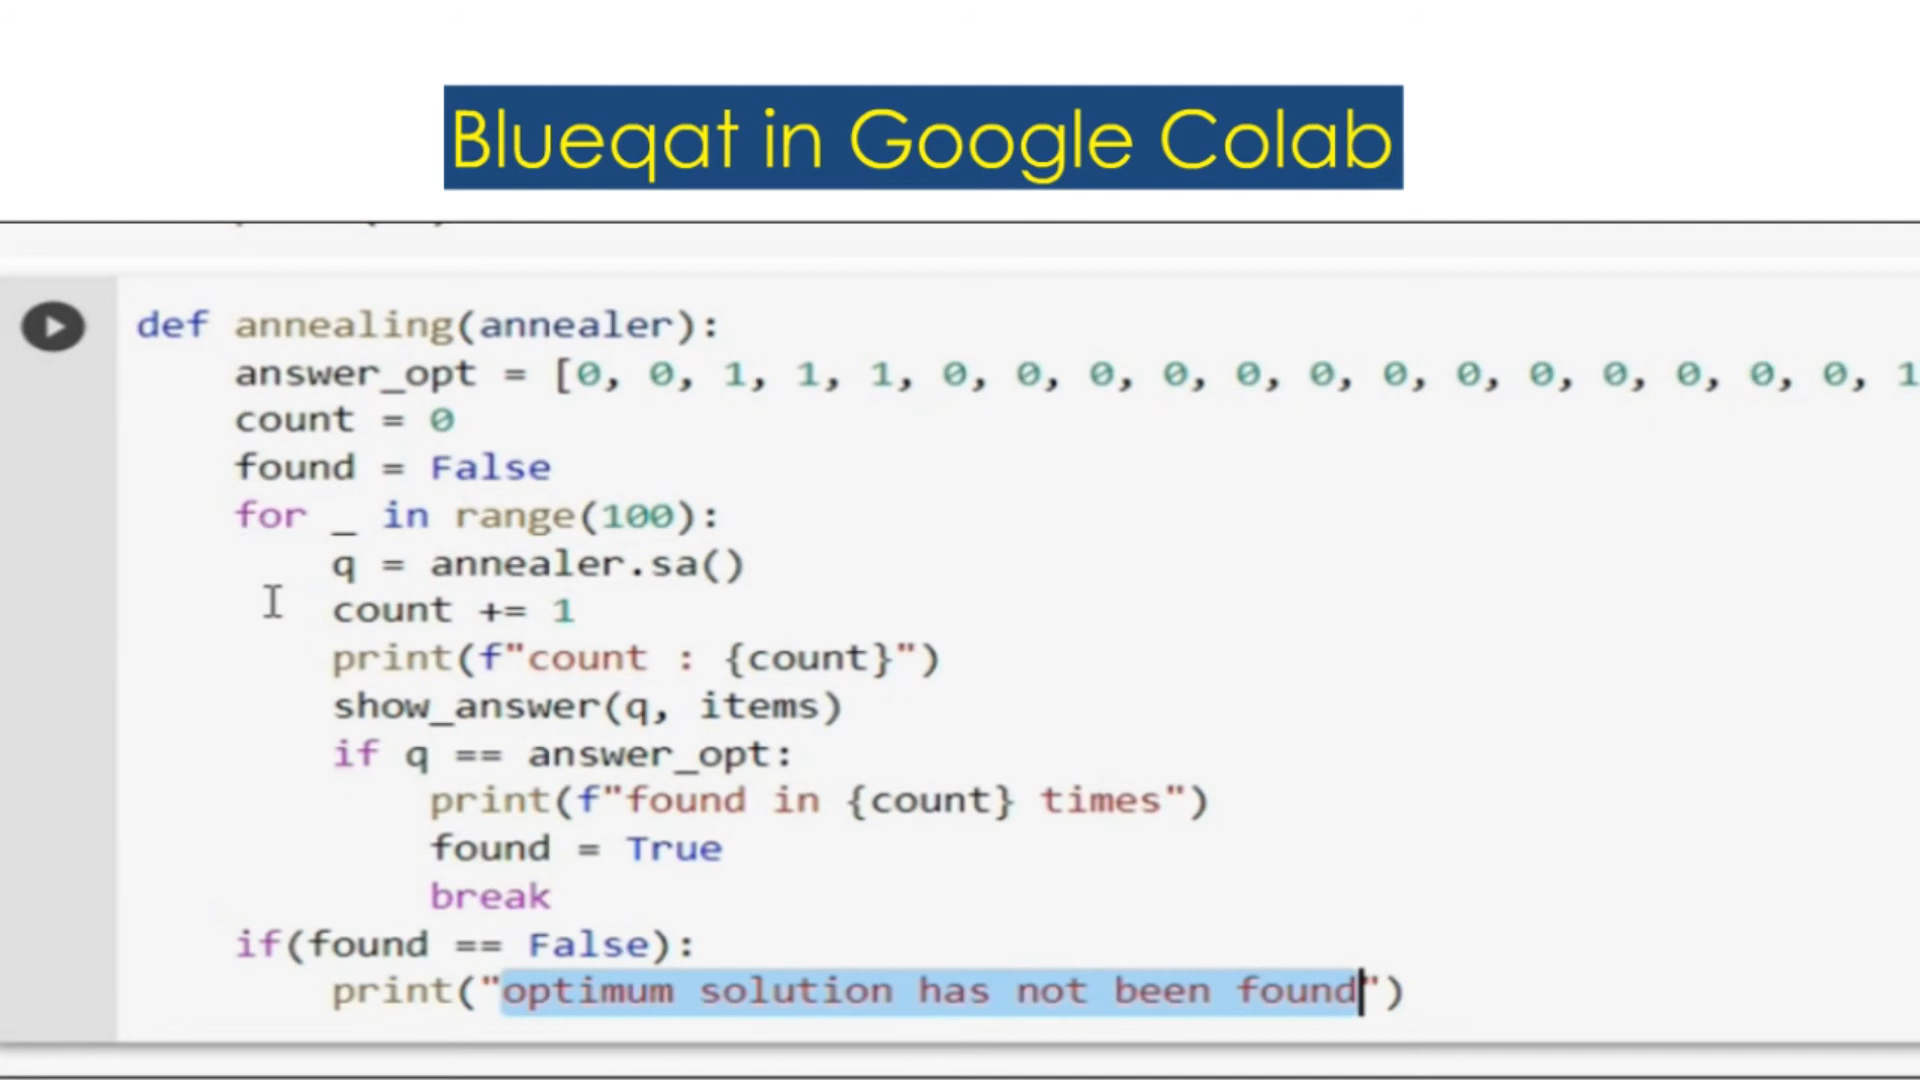 Blueqat in Google Colab
def annealing(annealer):
answer_opt = [0, 0, 1, 1, 1, 0, 0, 0, 0, 0, 0, 0, 0, 0, 0, 0, 0, 0, 1
count = 0
found = False
for _ in range(100):
q = annealer.sa()
count += 1
print(f"count : {count}")
show_answer(q, items)
if q == answer_opt:
print(f"found in {count} times")
found = True
break
if(found == False):
print("optimum solution has not been found")